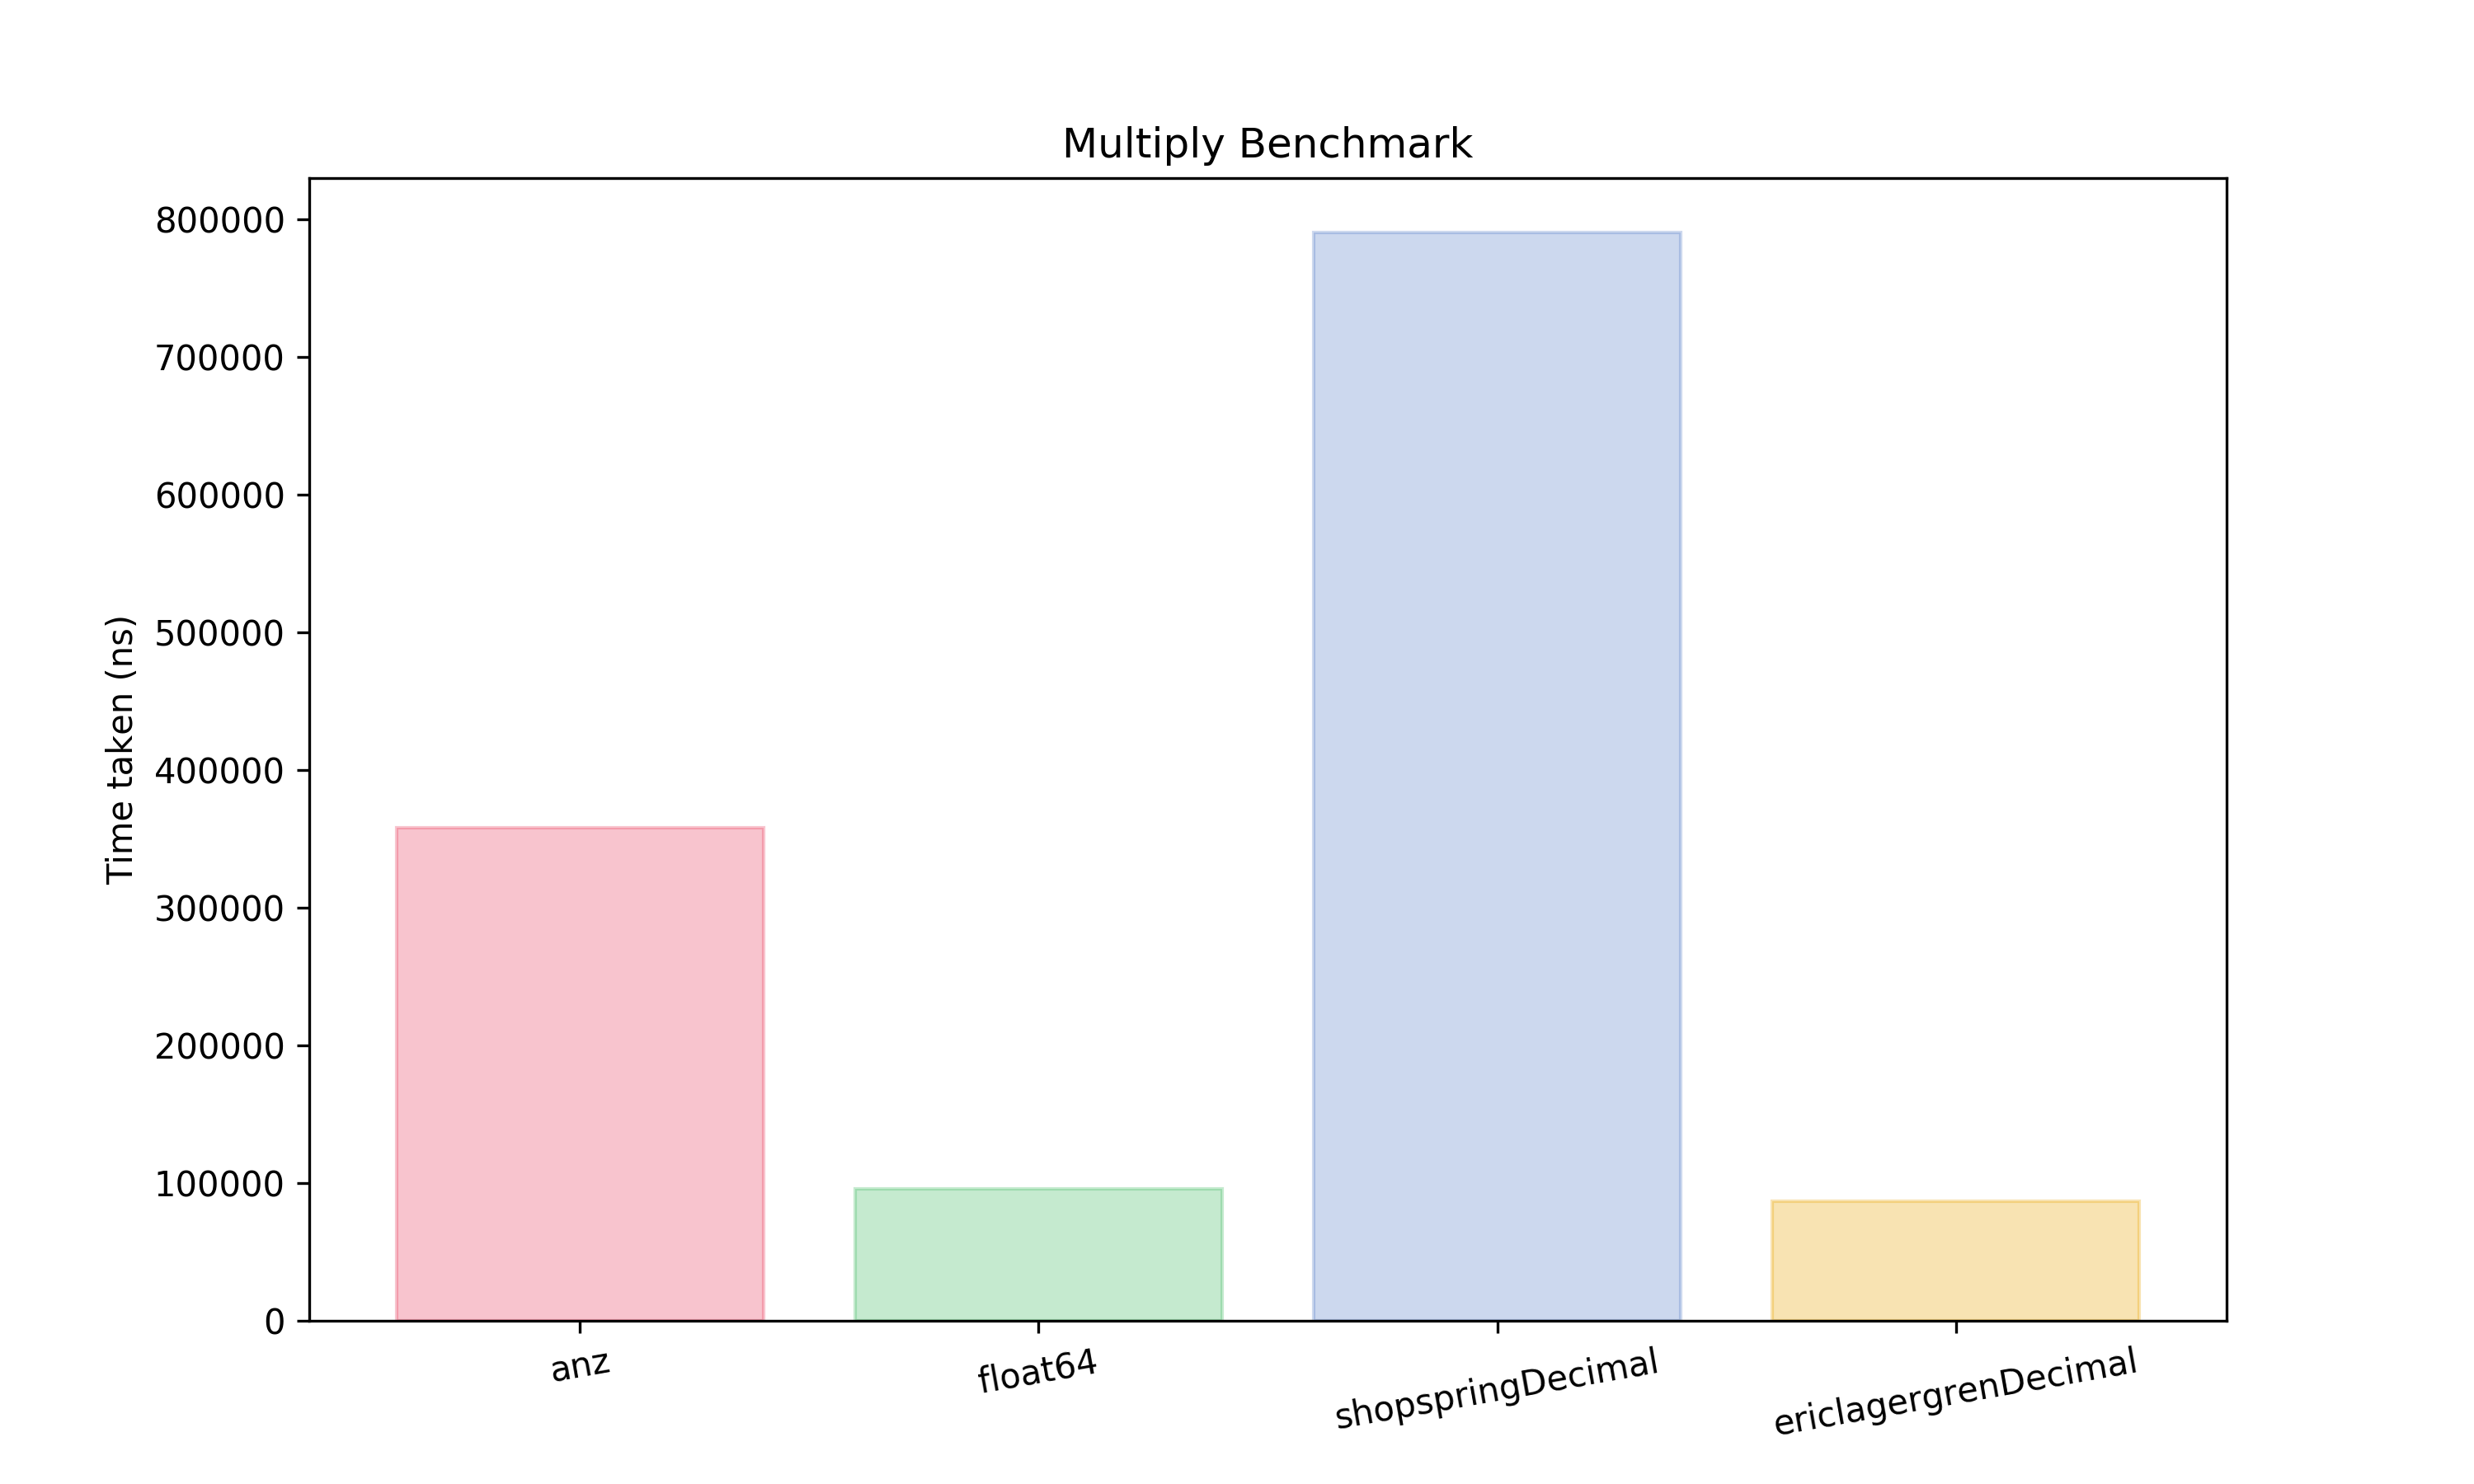 Multiply Benchmark
Time taken (ns)
800000
700000
600000
500000
400000
300000
200000
100000
0
anz
float64
shopspringDecimal
ericlagergrenDecimal